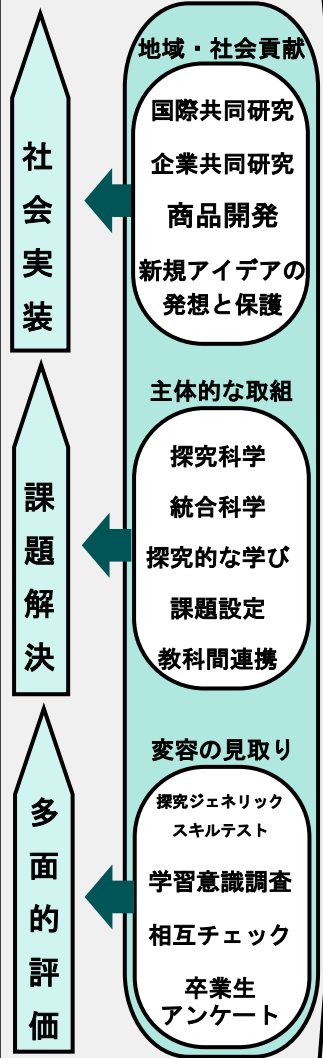 社会実装
地域・社会貢献
国際共同研究
企業共同研究
商品開発
新規アイデアの
発想と保護
課題解決
主体的な取組
探究科学
統合科学
探究的な学び
課題設定
教科間連携
多面的評価
変容の見取り
探究ジェネリック
スキルテスト
学習意識調査
相互チェック
卒業生
アンケート